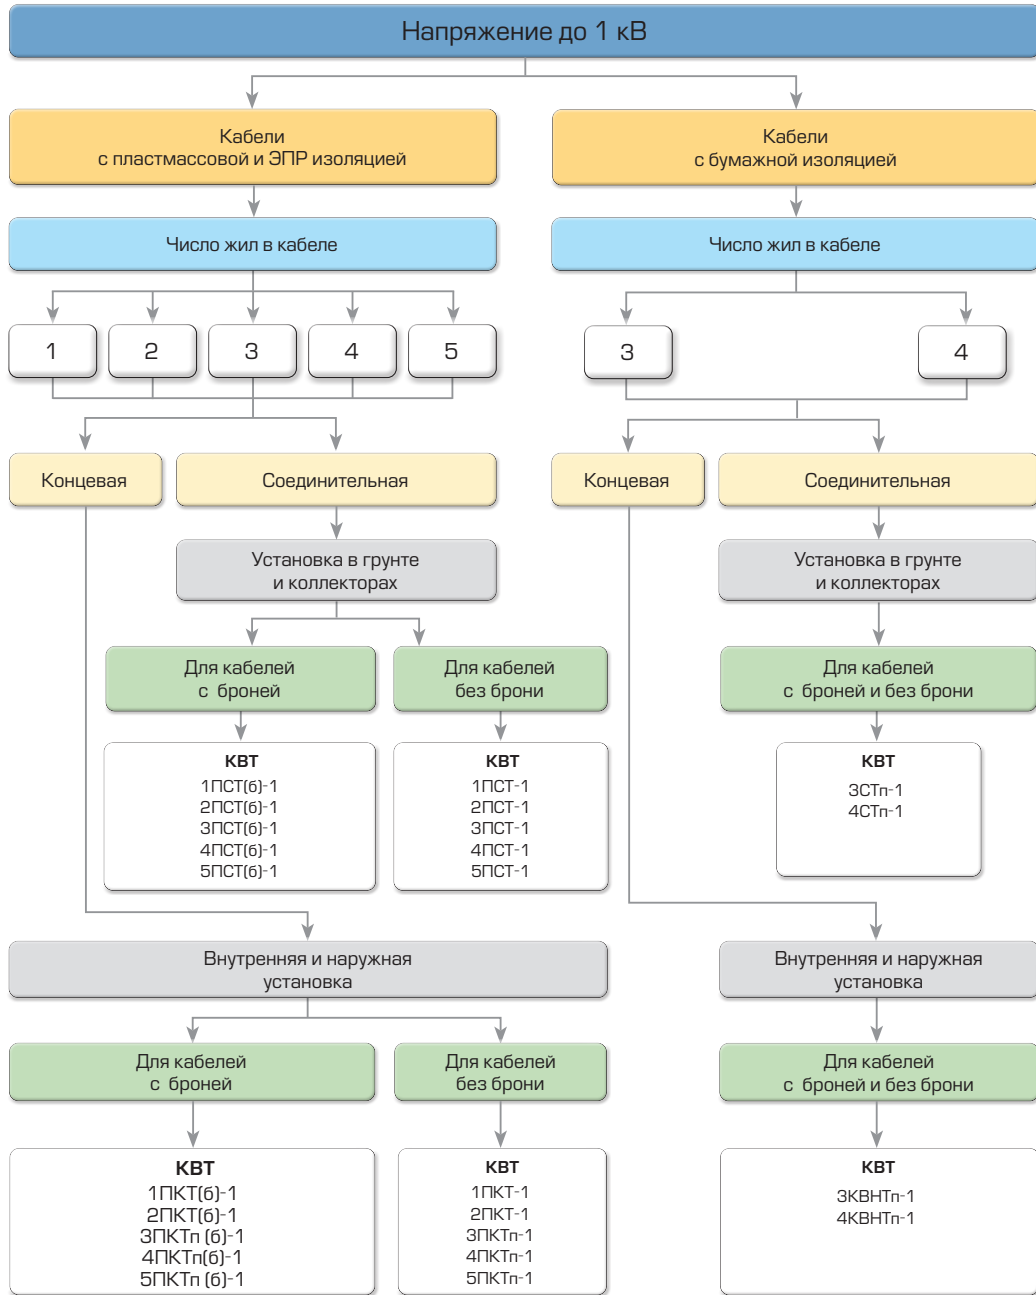 Напряжение до 1 кВ
Кабели
с пластмассовой и ЭПР изоляцией
Кабели
с бумажной изоляцией
Число жил в кабеле
Число жил в кабеле
1
2
3
4
5
3
4
Концевая
Соединительная
Концевая
Соединительная
Установка в грунте
и коллекторах
Установка в грунте
и коллекторах
Для кабелей
с броней
Для кабелей
без брони
Для кабелей
с броней и без брони
КВТ
1ПСТ(б)-1
2ПСТ(б)-1
3ПСТ(б)-1
4ПСТ(б)-1
5ПСТ(б)-1
КВТ
1ПСТ-1
2ПСТ-1
3ПСТ-1
4ПСТ-1
5ПСТ-1
КВТ
3СТп-1
4СТп-1
Внутренняя и наружная
установка
Внутренняя и наружная
установка
Для кабелей
с броней
Для кабелей
без брони
Для кабелей
с броней и без брони
КВТ
1ПКТ(б)-1
2ПКТ(б)-1
3ПКТп (б)-1
4ПКТп(б)-1
5ПКТп (б)-1
КВТ
1ПКТ-1
2ПКТ-1
3ПКТп-1
4ПКТп-1
5ПКТп-1
КВТ
3КВНТп-1
4КВНТп-1